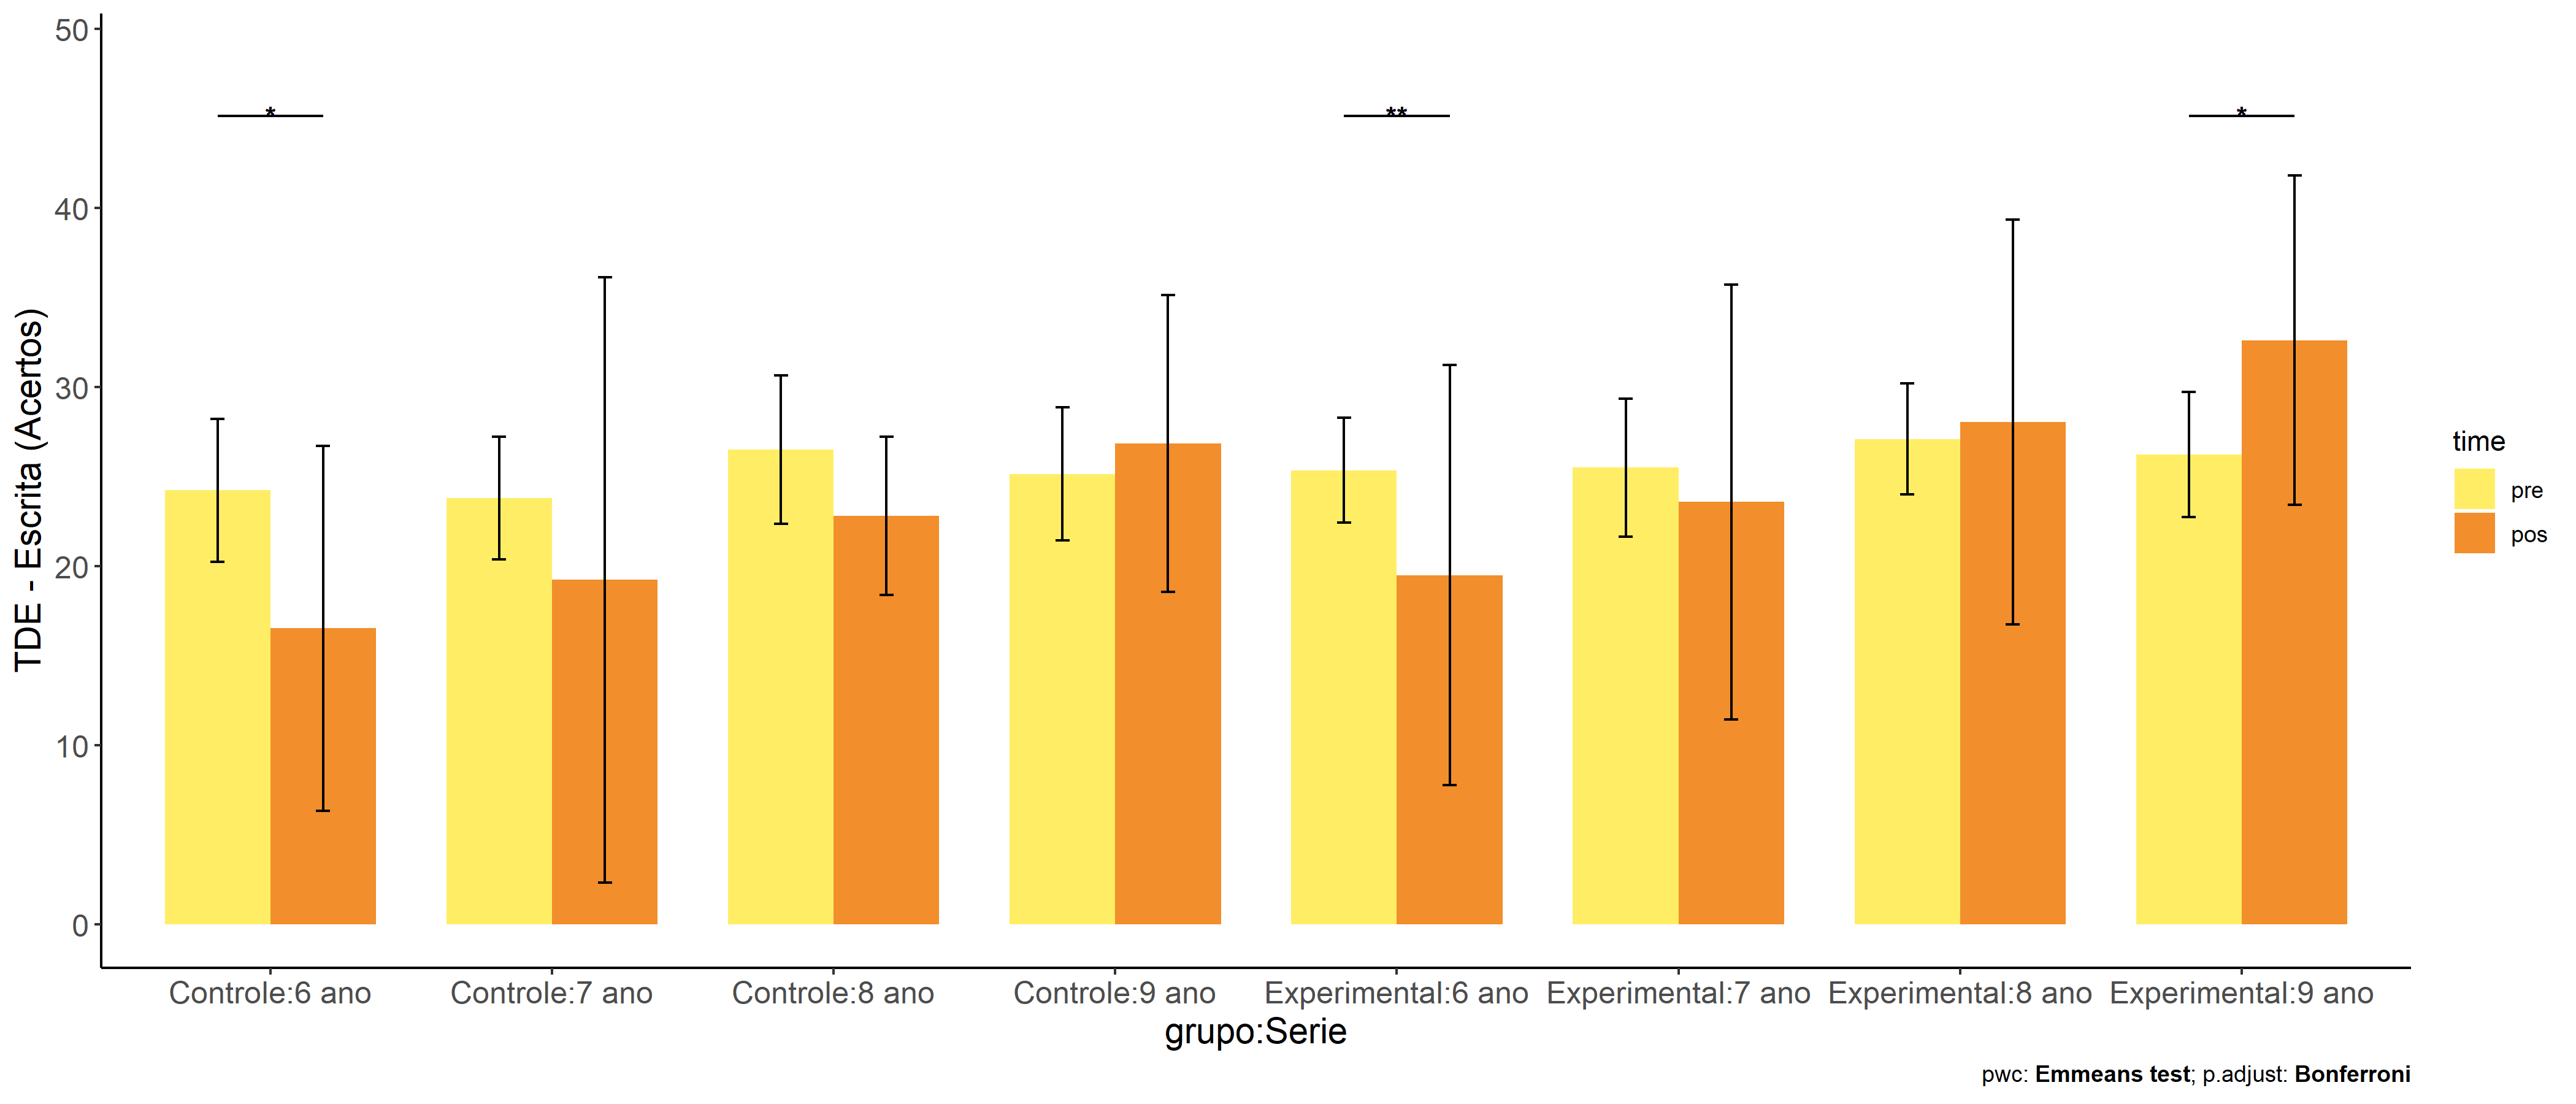 50
40
30
20
10
0
TDE - Escrita (Acertos)
*
**
*
Controle:6 ano
Controle:7 ano
Controle:8 ano
Controle:9 ano
Experimental:6 ano
Experimental:7 ano
Experimental:8 ano
Experimental:9 ano
grupo:Serie
time
pre
pos
pwc: Emmeans test; p.adjust: Bonferroni